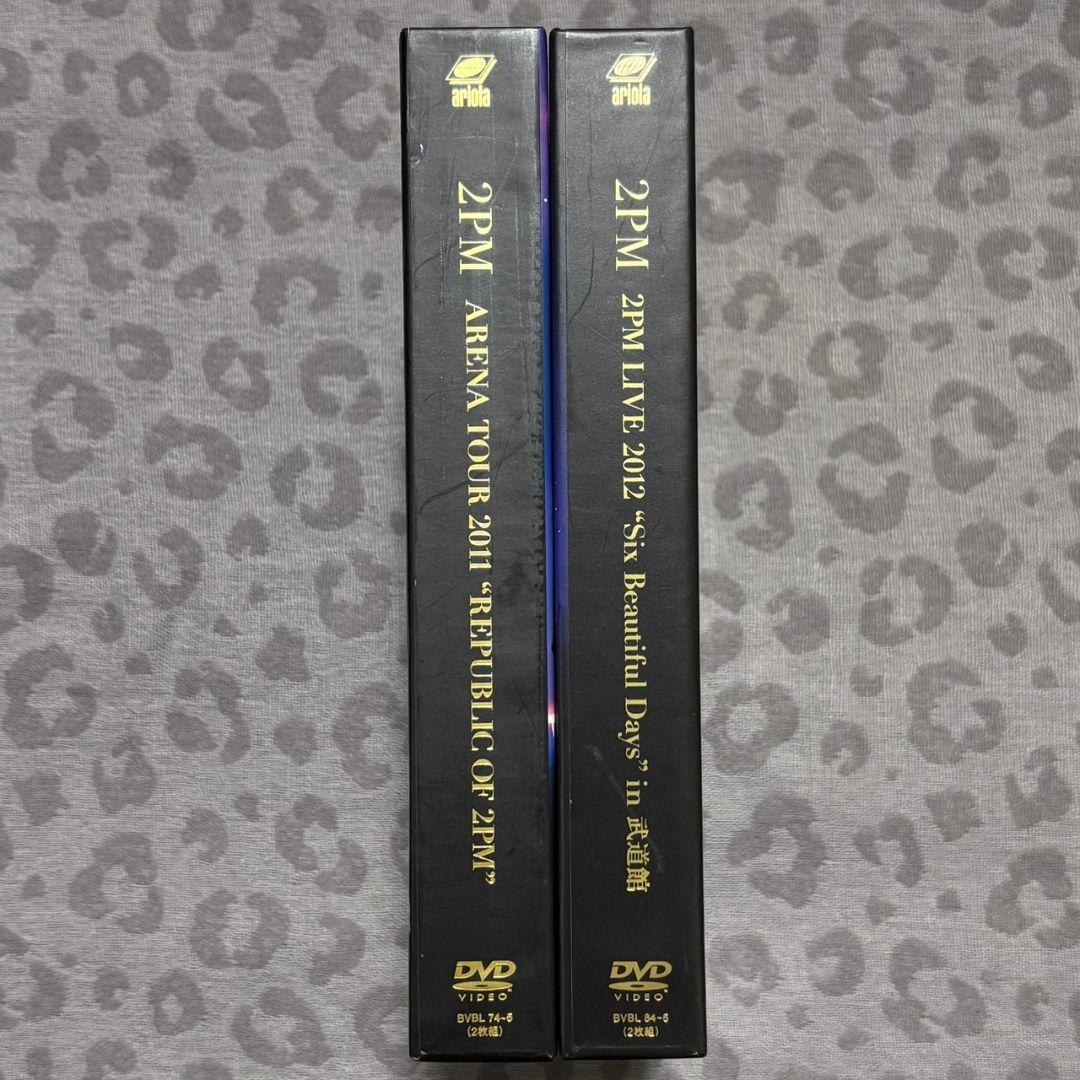 ariola
2PM ARENA TOUR 2011 “REPUBLIC OF 2PM”
DVD
VIDEO
BVBL 74~5
(2枚組)
ariola
2PM 2PM LIVE 2012 “Six Beautiful Days” in 武道館
DVD
VIDEO
BVBL 84~5
(2枚組)